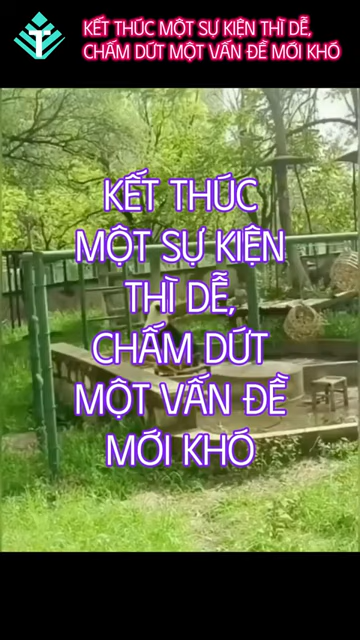 KẾT THÚC MỘT SỰ KIỆN THÌ DỄ,
CHẤM DỨT MỘT VẤN ĐỀ MỚI KHÓ
KẾT THÚC
MỘT SỰ KIỆN
THÌ DỄ,
CHẤM DỨT
MỘT VẤN ĐỀ
MỚI KHÓ